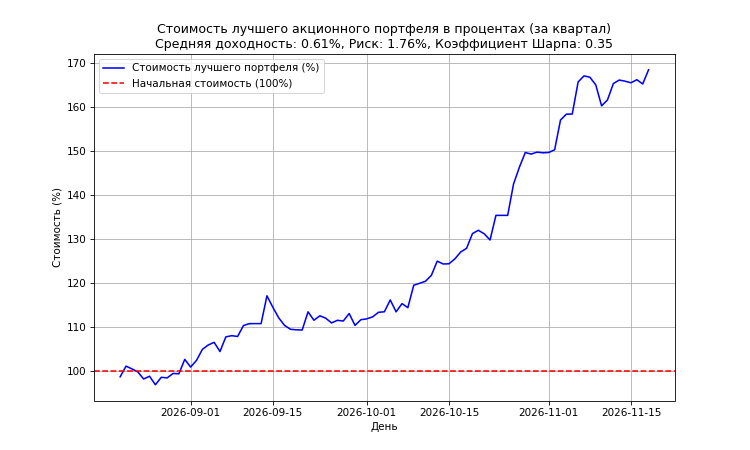 Стоимость лучшего акционного портфеля в процентах (за квартал)
Средняя доходность: 0.61%, Риск: 1.76%, Коэффициент Шарпа: 0.35
Стоимость лучшего портфеля (%)
Начальная стоимость (100%)
Стоимость (%)
170
160
150
140
130
120
110
100
2026-09-01
2026-09-15
2026-10-01
2026-10-15
2026-11-01
2026-11-15
День